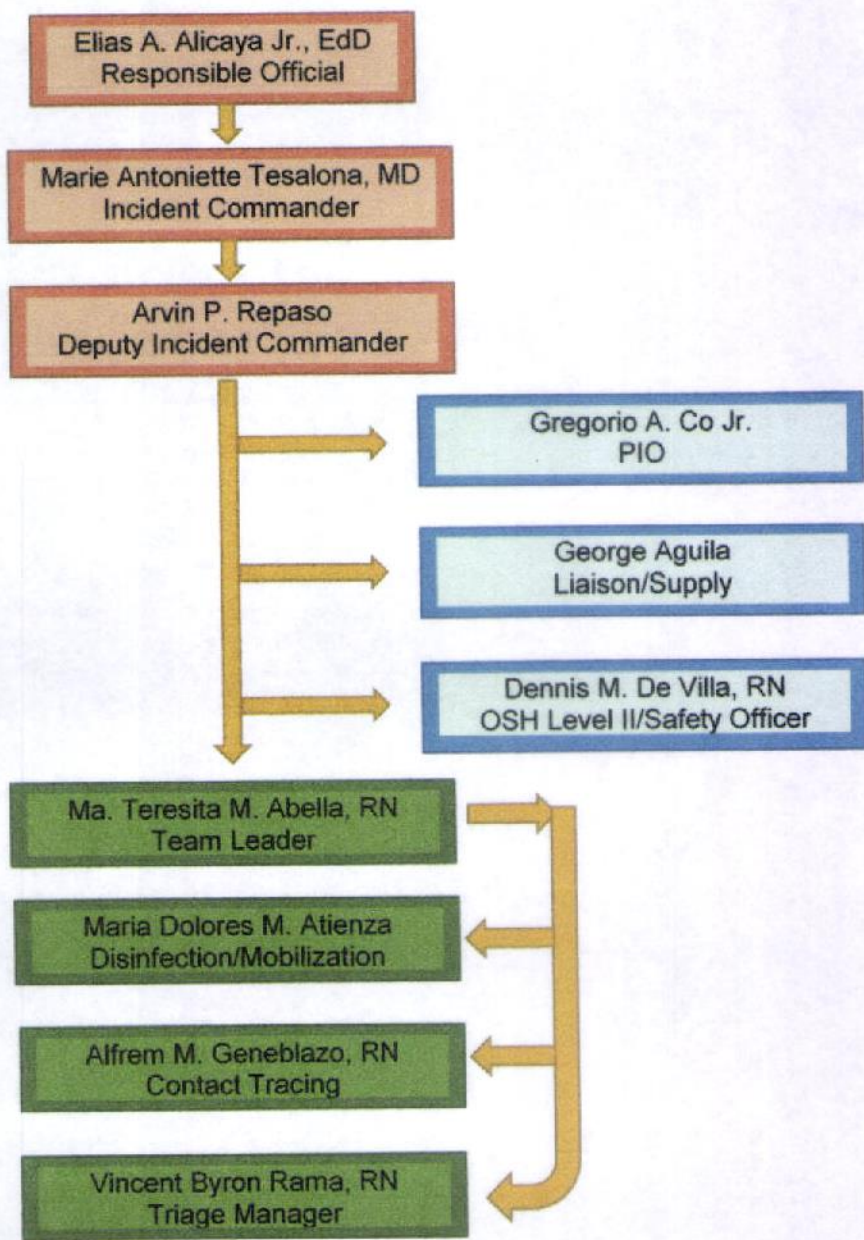 Elias A. Alicaya Jr., EdD
Responsible Official
Marie Antoniette Tesalona, MD
Incident Commander
Arvin P. Repaso
Deputy Incident Commander
Gregorio A. Co Jr.
PIO
George Aguila
Liaison/Supply
Dennis M. De Villa, RN
OSH Level II/Safety Officer
Ma. Teresita M. Abella, RN
Team Leader
Maria Dolores M. Atienza
Disinfection/Mobilization
Alfrem M. Geneblazo, RN
Contact Tracing
Vincent Byron Rama, RN
Triage Manager